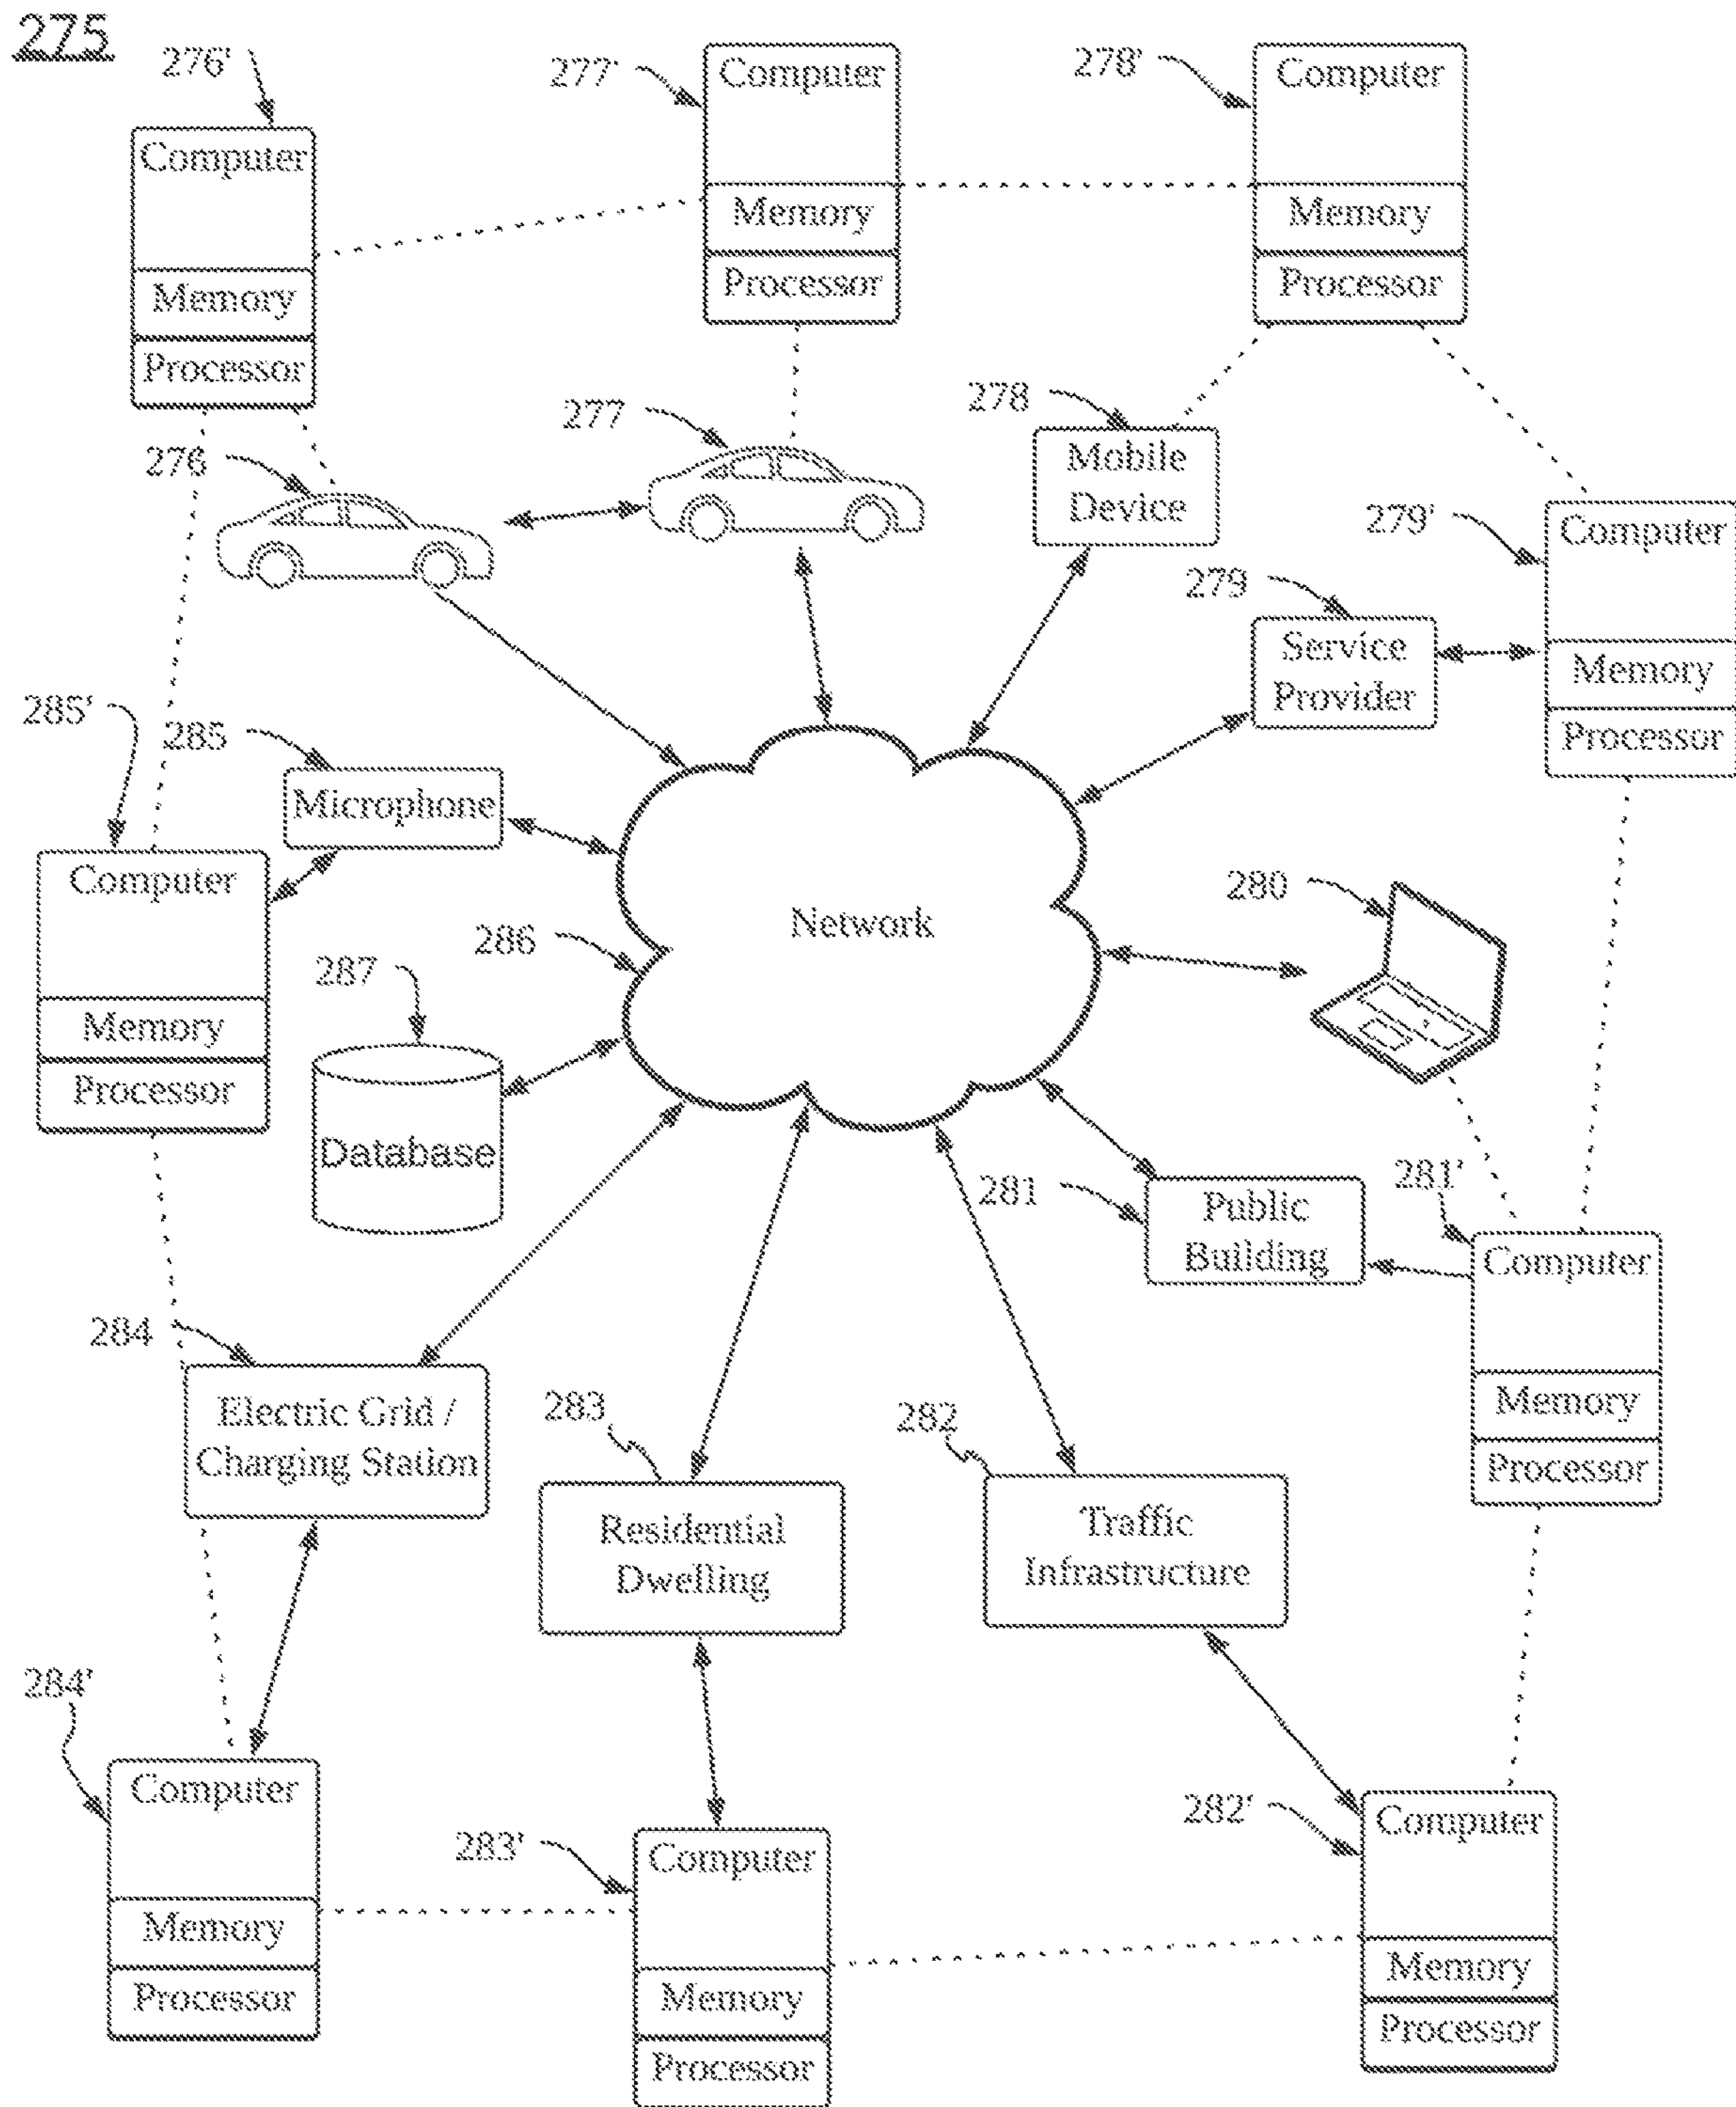 275
276'
277'
278'
Computer
Memory
Processor
Computer
Memory
Processor
Computer
Memory
Processor
276
277
278
Mobile
Device
279'
Computer
Memory
Processor
279
Service
Provider
285'
285
Microphone
Computer
Memory
Processor
286
Network
280
287
Database
281
Public
Building
281'
Computer
Memory
Processor
284
Electric Grid /
Charging Station
283
Residential
Dwelling
282
Traffic
Infrastructure
284'
Computer
Memory
Processor
283'
Computer
Memory
Processor
282'
Computer
Memory
Processor